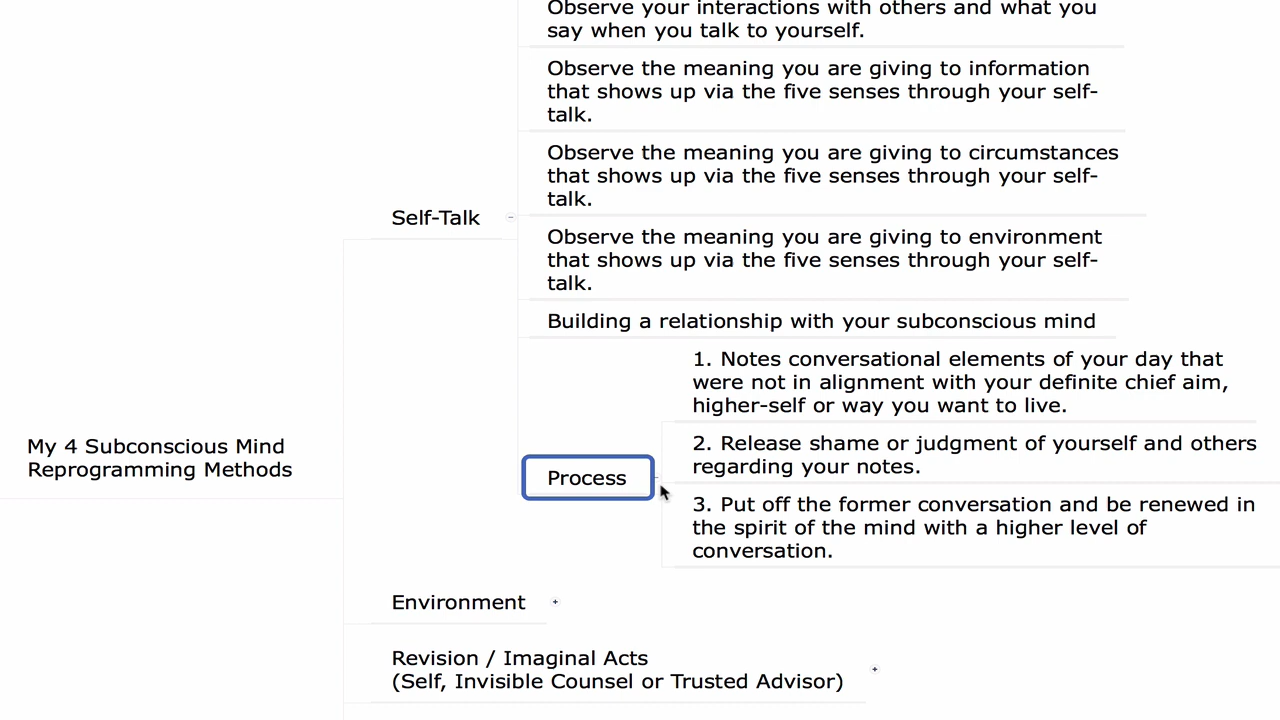 Observe your interactions with others and what you
say when you talk to yourself.
Observe the meaning you are giving to information
that shows up via the five senses through your self-
talk.
Observe the meaning you are giving to circumstances
that shows up via the five senses through your self-
talk.
Self-Talk
Observe the meaning you are giving to environment
that shows up via the five senses through your self-
talk.
Building a relationship with your subconscious mind
1. Notes conversational elements of your day that
were not in alignment with your definite chief aim,
higher-self or way you want to live.
My 4 Subconscious Mind
Reprogramming Methods
2. Release shame or judgment of yourself and others
regarding your notes.
Process
3. Put off the former conversation and be renewed in
the spirit of the mind with a higher level of
conversation.
Environment
Revision / Imaginal Acts
(Self, Invisible Counsel or Trusted Advisor)